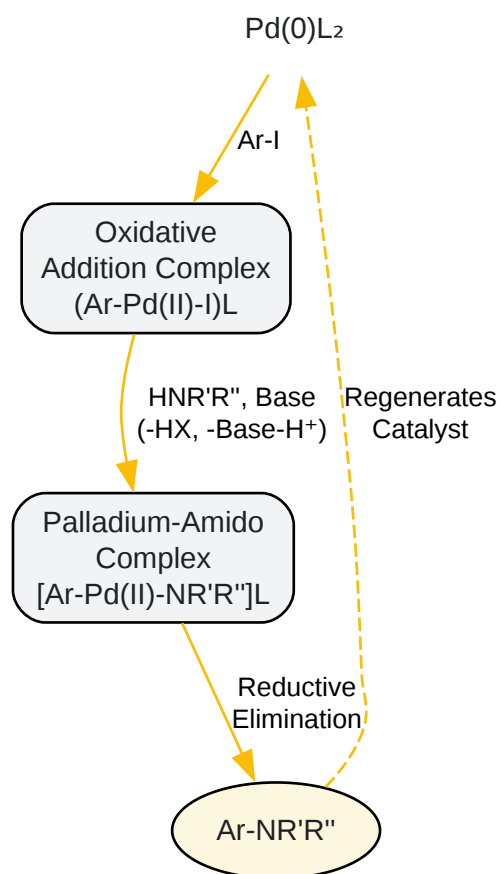 Pd(0)L₂
Ar-I
Oxidative
Addition Complex
(Ar-Pd(II)-I)L
HNR'R", Base
(-HX, -Base-H⁺)
Regenerates
Catalyst
Palladium-Amido
Complex
[Ar-Pd(II)-NR'R"]L
Reductive
Elimination
Ar-NR'R"